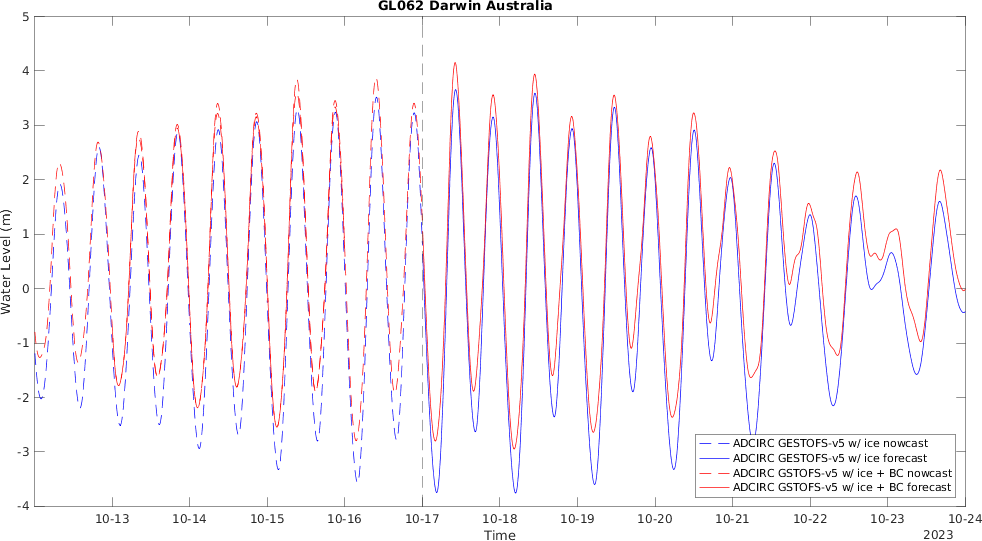 GL062 Darwin Australia
5
4
3
2
1
0
-1
-2
-3
-4
Water Level (m)
ADCIRC GESTOFS-v5 w/ ice nowcast
ADCIRC GESTOFS-v5 w/ ice forecast
ADCIRC GSTOFS-v5 w/ ice + BC nowcast
ADCIRC GSTOFS-v5 w/ ice + BC forecast
10-13 10-14 10-15 10-16 10-17 10-18 10-19 10-20 10-21 10-22 10-23 10-24
Time
2023